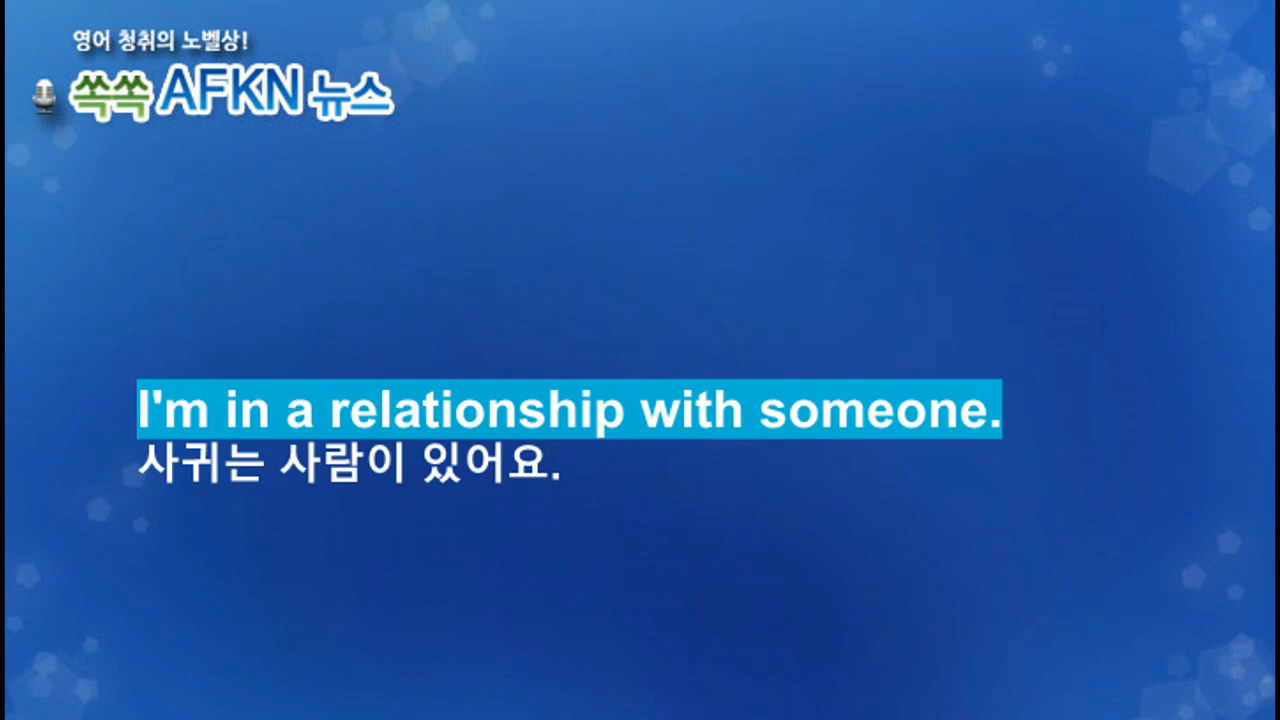 영어 청취의 노벨상!
쏙쏙 AFKN 뉴스
I'm in a relationship with someone.
사귀는 사람이 있어요.